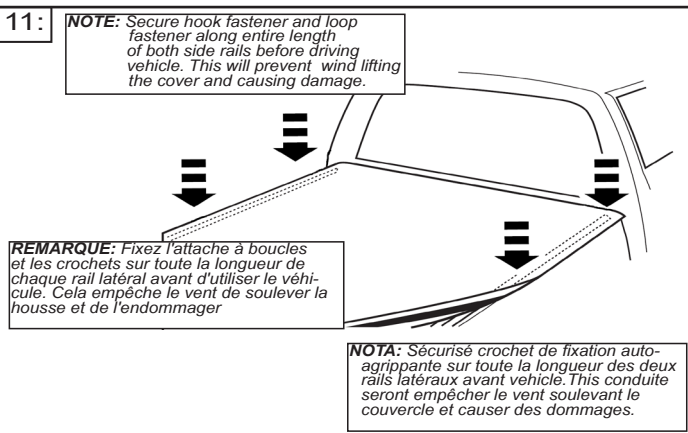 11:
NOTE: Secure hook fastener and loop
fastener along entire length
of both side rails before driving
vehicle. This will prevent wind lifting
the cover and causing damage.
REMARQUE: Fixez l'attache à boucles
et les crochets sur toute la longueur de
chaque rail latéral avant d'utiliser le véhi-
cule. Cela empêche le vent de soulever la
housse et de l'endommager
NOTA: Sécurisé crochet de fixation auto-
agrippante sur toute la longueur des deux
rails latéraux avant vehicle.This conduite
seront empêcher le vent soulevant le
couvercle et causer des dommages.